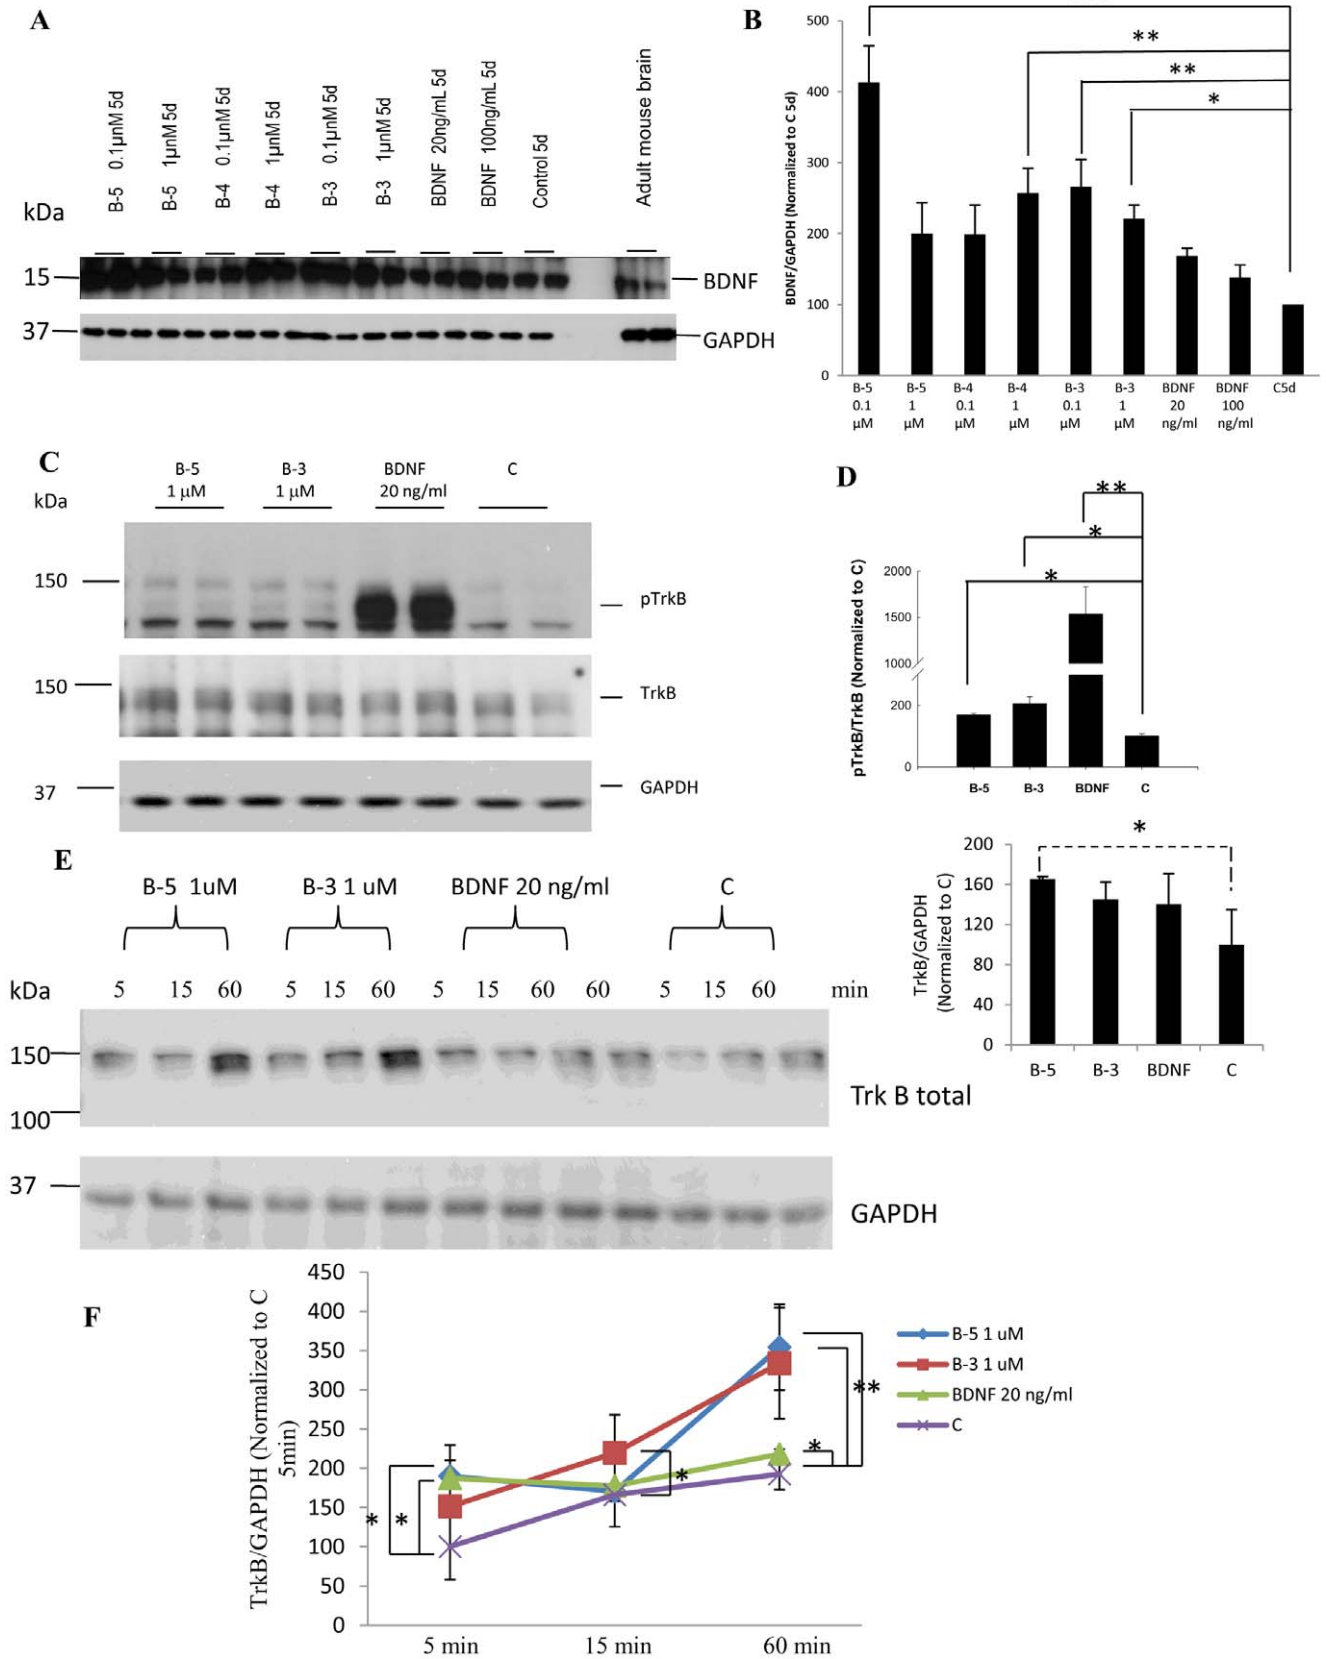 A
B-5 0.1µnM 5d
B-5 1µnM 5d
B-4 0.1µnM 5d
B-4 1µnM 5d
B-3 0.1µnM 5d
B-3 1µnM 5d
BDNF 20ng/mL 5d
BDNF 100ng/mL 5d
Control 5d
Adult mouse brain
kDa
15
BDNF
37
GAPDH
B
BDNF/GAPDH (Normalized to C 5d)
500
400
300
200
100
0
**
**
*
B-5 0.1 µM
B-5 1 µM
B-4 0.1 µM
B-4 1 µM
B-3 0.1 µM
B-3 1 µM
BDNF 20 ng/ml
BDNF 100 ng/ml
C5d
C
kDa
B-5 1 µM
B-3 1 µM
BDNF 20 ng/ml
C
150
pTrkB
150
TrkB
37
GAPDH
D
pTrkB/TrkB (Normalized to C)
2000
1500
1000
200
0
**
*
*
B-5 B-3 BDNF C
TrkB/GAPDH
(Normalized to C)
200
160
120
80
40
0
*
B-5 B-3 BDNF C
E
B-5 1uM
B-3 1 uM
BDNF 20 ng/ml
C
kDa 5 15 60 5 15 60 5 15 60 60 5 15 60 min
150
100
Trk B total
37
GAPDH
F
TrkB/GAPDH (Normalized to C
5min)
450
400
350
300
250
200
150
100
50
0
* *
*
*
**
5 min 15 min 60 min
B-5 1 uM
B-3 1 uM
BDNF 20 ng/ml
C